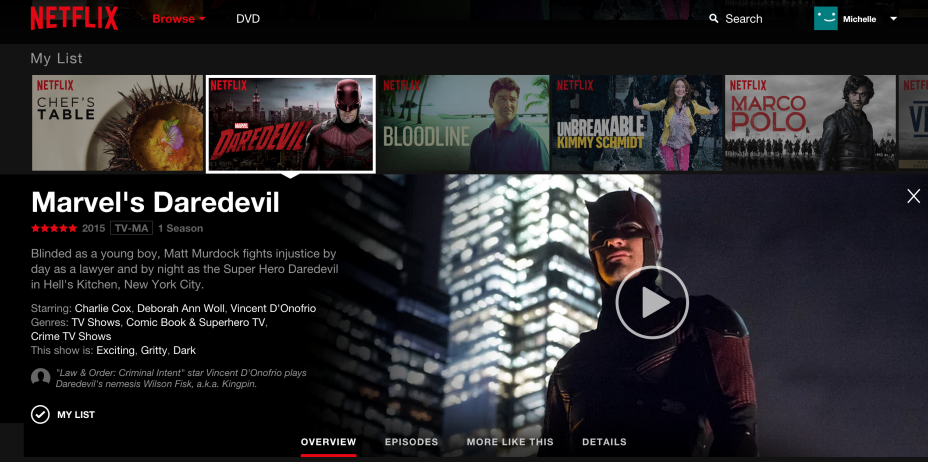 NETFLIX
Browse
DVD
Search
Michelle
My List
NETFLIX
CHEF'S
TABLE
NETFLIX
MARVEL
DAREDEVIL
NETFLIX
BLOODLINE
NETFLIX
UNBREAKABLE
KIMMY SCHMIDT
NETFLIX
MARCO
POLO
Marvel's Daredevil
2015 TV-MA 1 Season
Blinded as a young boy, Matt Murdock fights injustice by
day as a lawyer and by night as the Super Hero Daredevil
in Hell's Kitchen, New York City.
Starring: Charlie Cox, Deborah Ann Woll, Vincent D'Onofrio
Genres: TV Shows, Comic Book & Superhero TV,
Crime TV Shows
This show is: Exciting, Gritty, Dark
"Law & Order: Criminal Intent" star Vincent D'Onofrio plays
Daredevil's nemesis Wilson Fisk, a.k.a. Kingpin.
MY LIST
OVERVIEW EPISODES MORE LIKE THIS DETAILS